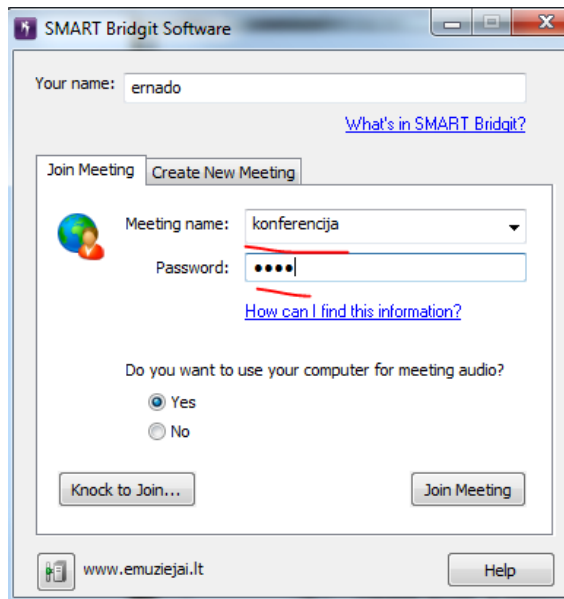 SMART Bridgit Software
Your name: ernado
What's in SMART Bridgit?
Join Meeting Create New Meeting
Meeting name: konferencija
Password: ••••
How can I find this information?
Do you want to use your computer for meeting audio?
Yes
No
Knock to Join... Join Meeting
www.emuziejai.lt Help